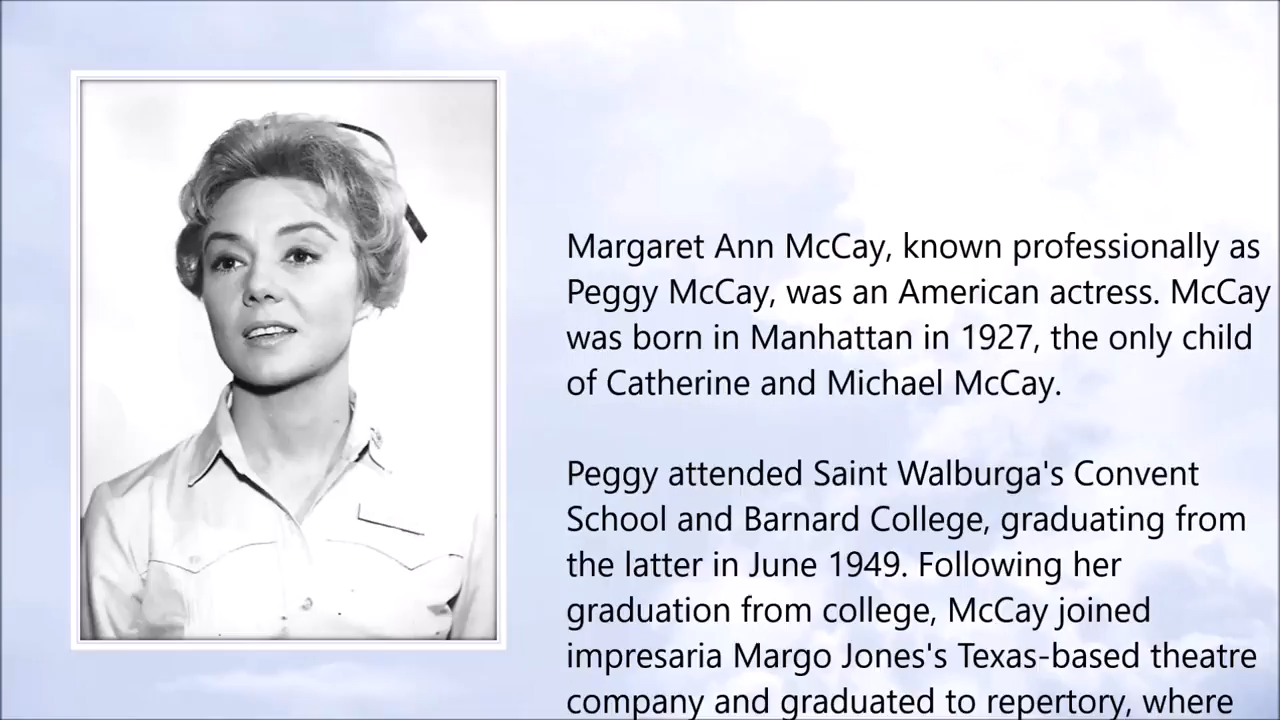 Margaret Ann McCay, known professionally as
Peggy McCay, was an American actress. McCay
was born in Manhattan in 1927, the only child
of Catherine and Michael McCay.
Peggy attended Saint Walburga's Convent
School and Barnard College, graduating from
the latter in June 1949. Following her
graduation from college, McCay joined
impresaria Margo Jones's Texas-based theatre
company and graduated to repertory, where